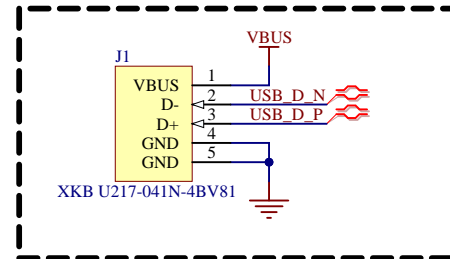 VBUS
J1
VBUS 1
D- 2 USB_D_N
D+ 3 USB_D_P
GND 4
GND 5
XKB U217-041N-4BV81